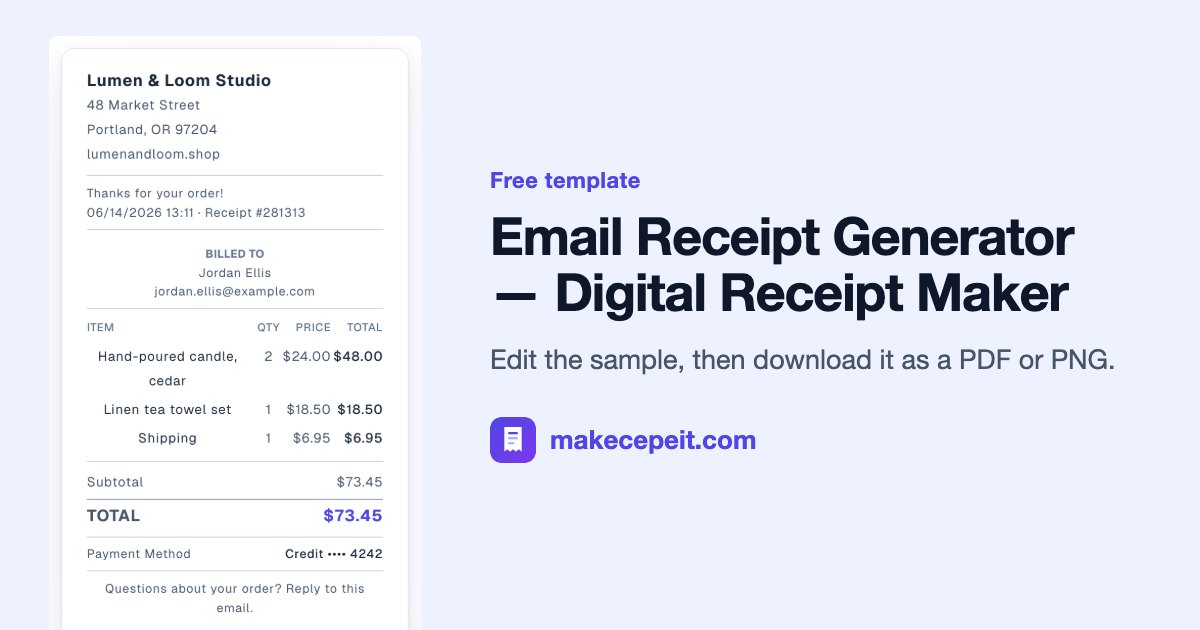 Lumen & Loom Studio
48 Market Street
Portland, OR 97204
lumenandloom.shop
Thanks for your order!
06/14/2026 13:11 · Receipt #281313
BILLED TO
Jordan Ellis
jordan.ellis@example.com
ITEM QTY PRICE TOTAL
Hand-poured candle, 2 $24.00 $48.00
cedar
Linen tea towel set 1 $18.50 $18.50
Shipping 1 $6.95 $6.95
Subtotal $73.45
TOTAL $73.45
Payment Method Credit •••• 4242
Questions about your order? Reply to this
email.
Free template
Email Receipt Generator
— Digital Receipt Maker
Edit the sample, then download it as a PDF or PNG.
makecepeit.com